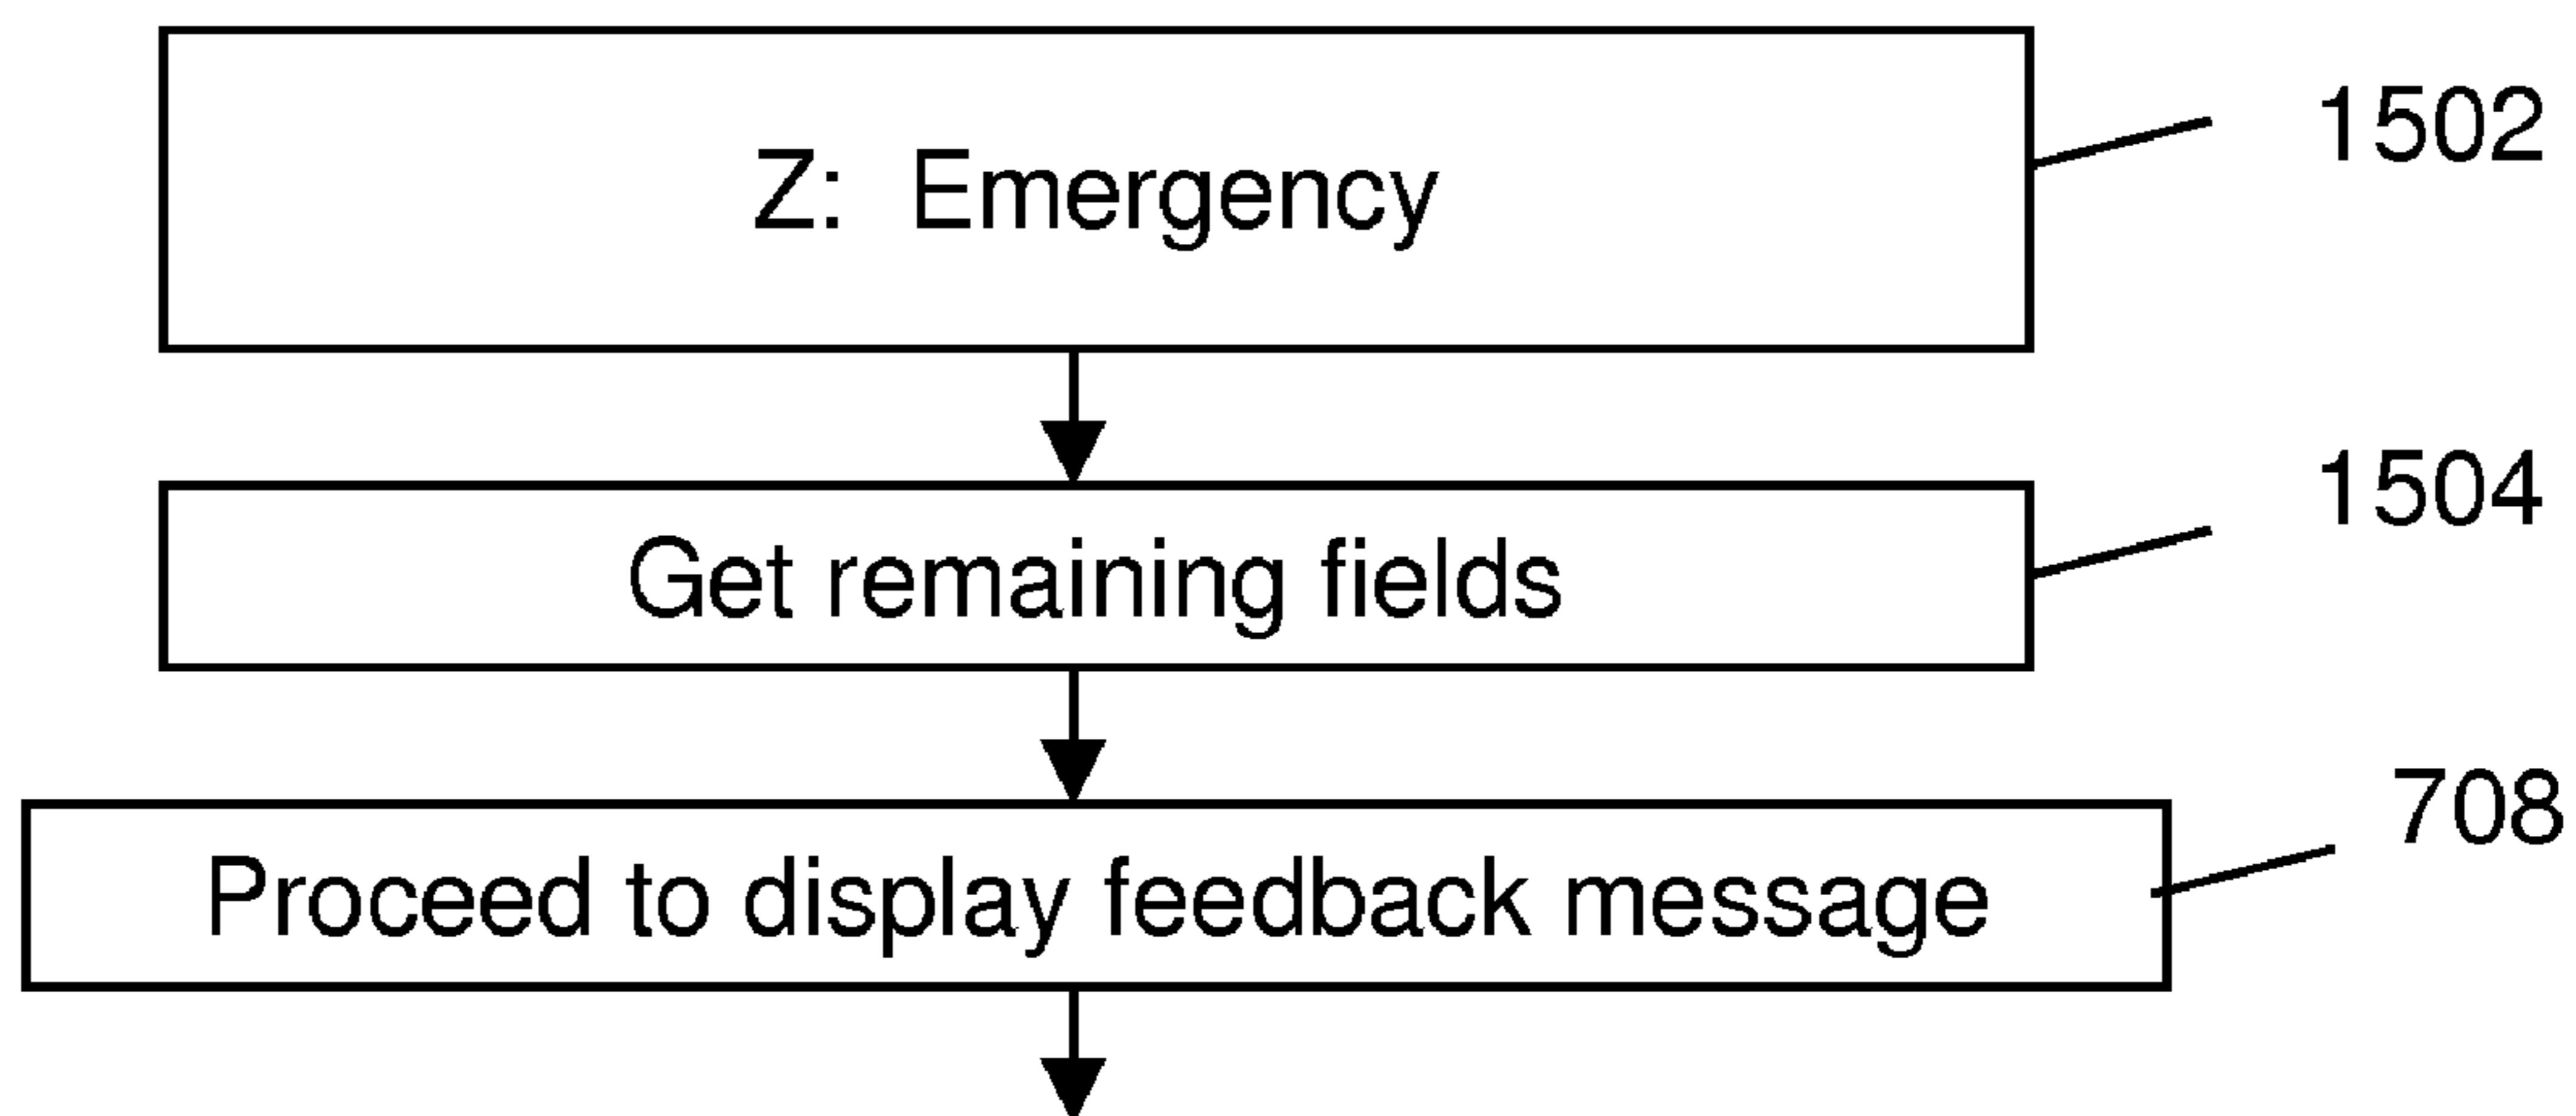 Z:  Emergency
1502
Get remaining fields
1504
Proceed to display feedback message
708